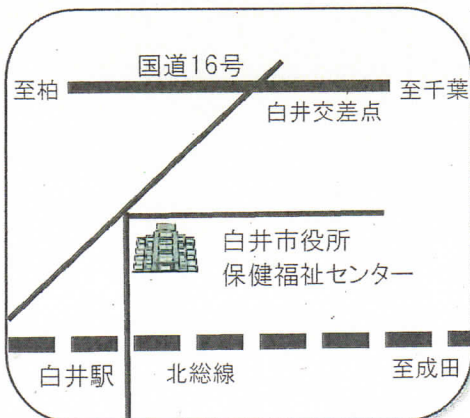 国道16号
至柏
至千葉
白井交差点
白井市役所
保健福祉センター
白井駅
北総線
至成田